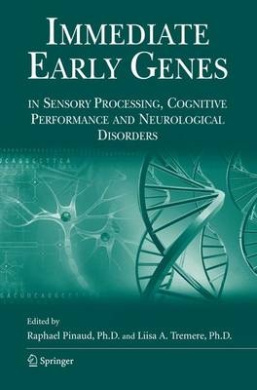 IMMEDIATE
EARLY GENES
IN SENSORY PROCESSING, COGNITIVE
PERFORMANCE AND NEUROLOGICAL
DISORDERS
Edited by
Raphael Pinaud, Ph.D. and Liisa A. Tremere, Ph.D.
Springer